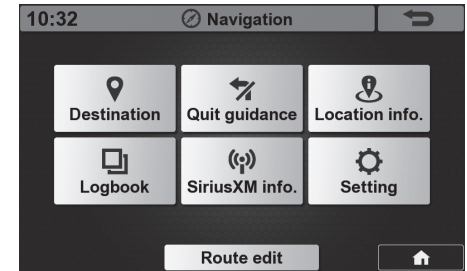 10:32
Navigation
Destination
Quit guidance
Location info.
Logbook
SiriusXM info.
Setting
Route edit